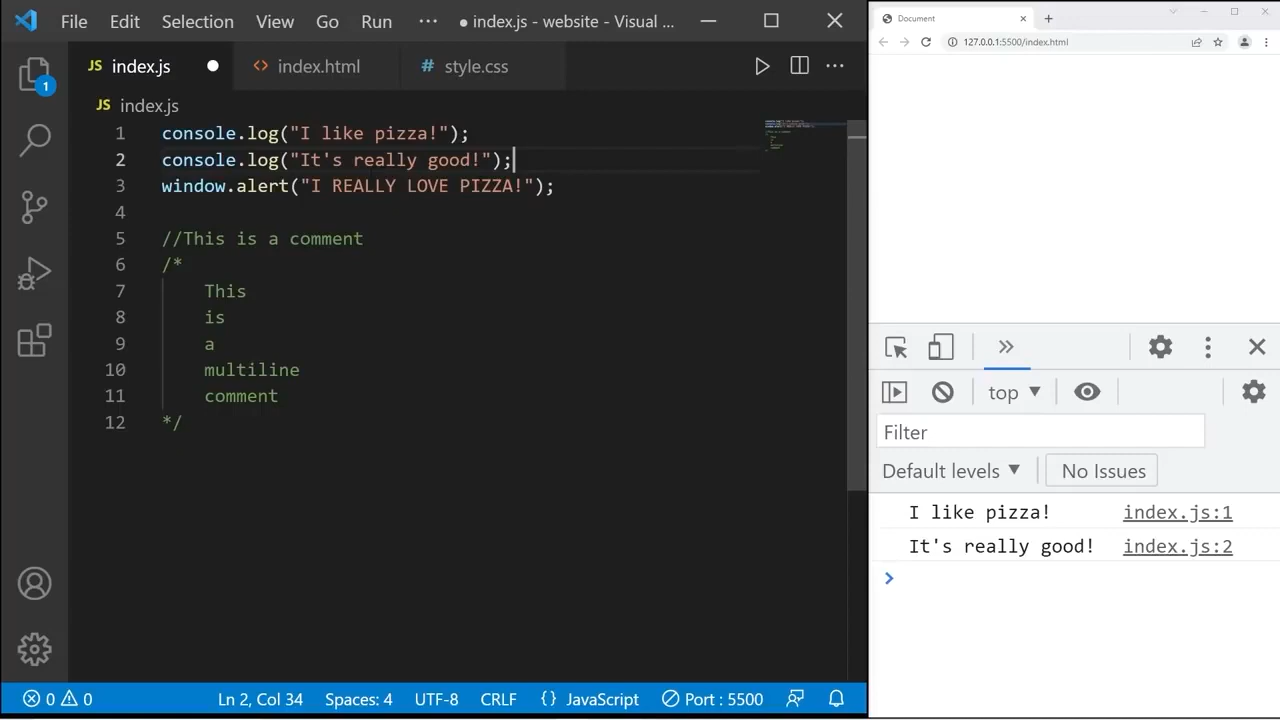 File Edit Selection View Go Run ··· ● index.js - website - Visual ...
JS index.js ● <> index.html # style.css
JS index.js
1 console.log("I like pizza!");
2 console.log("It's really good!");
3 window.alert("I REALLY LOVE PIZZA!");
4
5 //This is a comment
6 /*
7 This
8 is
9 a
10 multiline
11 comment
12 */
1
0 0 Ln 2, Col 34 Spaces: 4 UTF-8 CRLF {} JavaScript Port : 5500
Document
127.0.0.1:5500/index.html
top
Filter
Default levels No Issues
I like pizza! index.js:1
It's really good! index.js:2